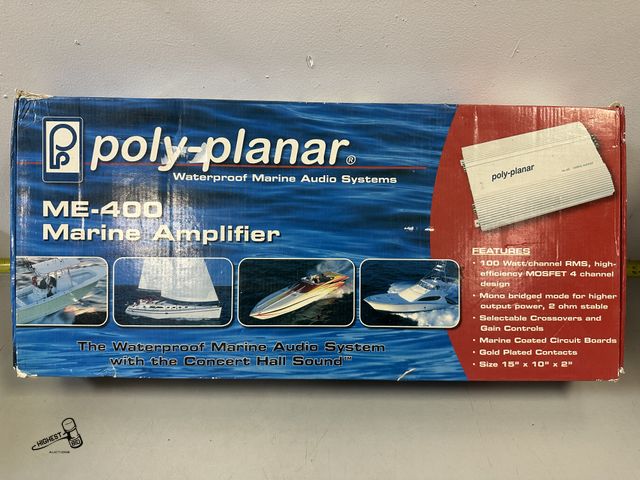 poly-planar®
Waterproof Marine Audio Systems
ME-400
Marine Amplifier
poly-planar
FEATURES
• 100 Watt/channel RMS, high-
efficiency MOSFET 4 channel
design
• Mono bridged mode for higher
output power, 2 ohm stable
• Selectable Crossovers and
Gain Controls
• Marine Coated Circuit Boards
• Gold Plated Contacts
• Size 15" x 10" x 2"
The Waterproof Marine Audio System
with the Concert Hall Sound™
HIGHEST
BID
AUCTIONS